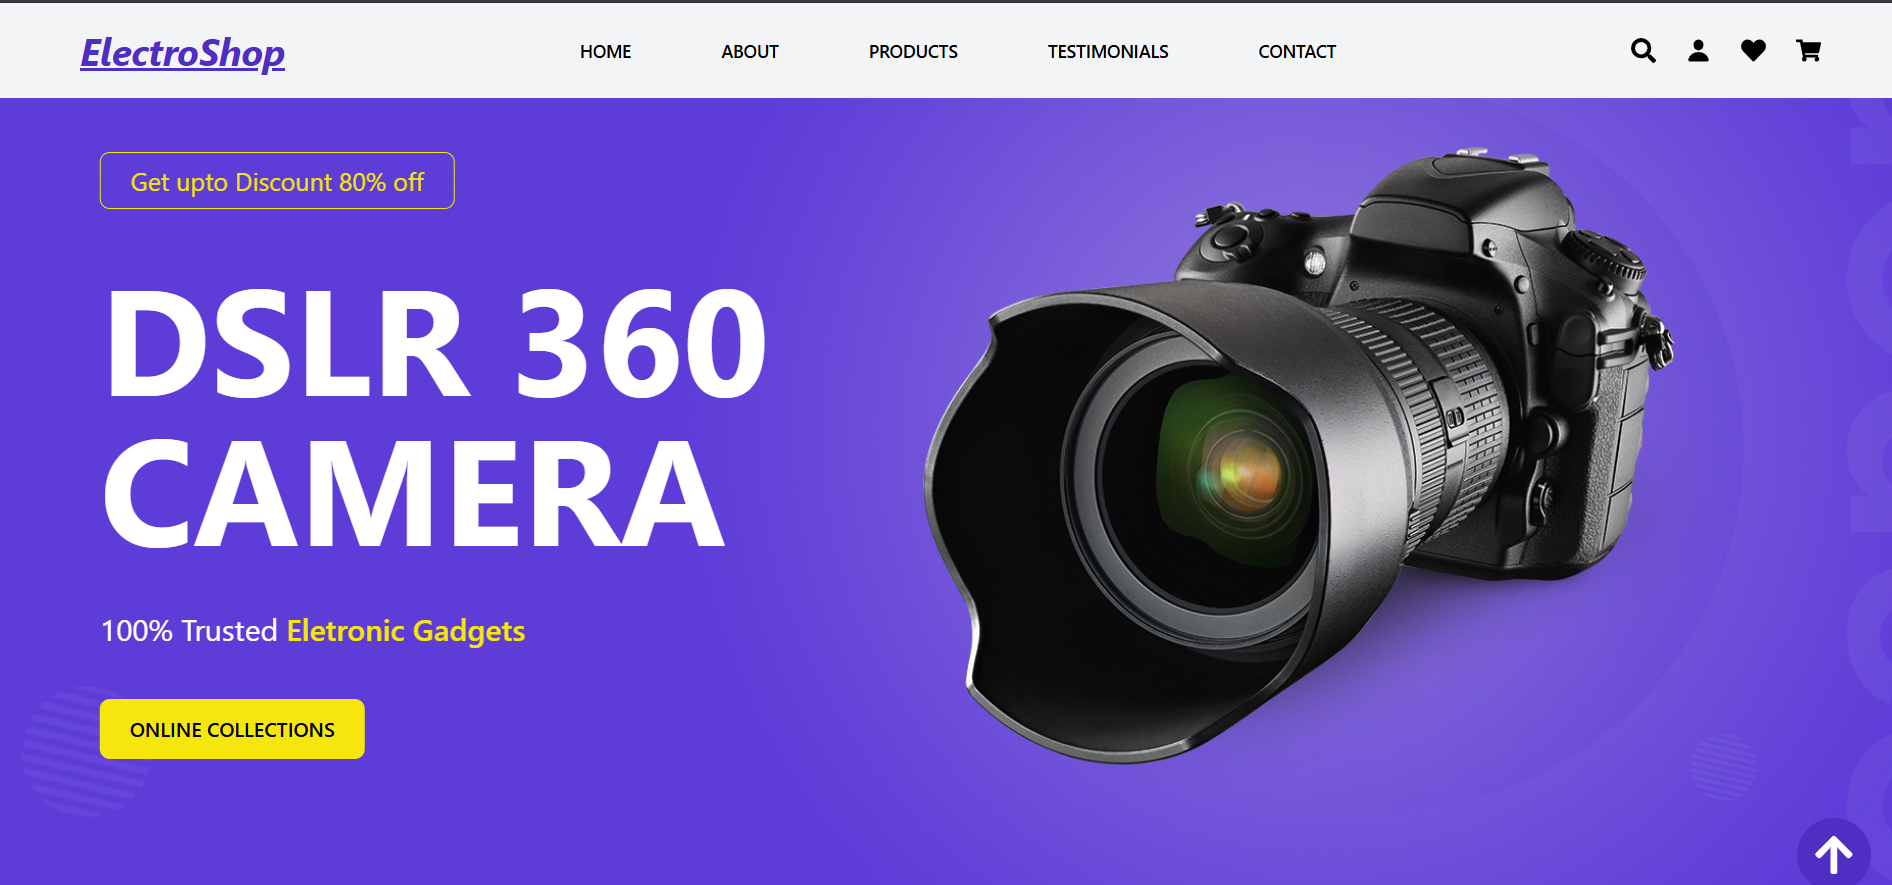 ElectroShop
HOME ABOUT PRODUCTS TESTIMONIALS CONTACT
Get upto Discount 80% off
DSLR 360
CAMERA
100% Trusted Eletronic Gadgets
ONLINE COLLECTIONS